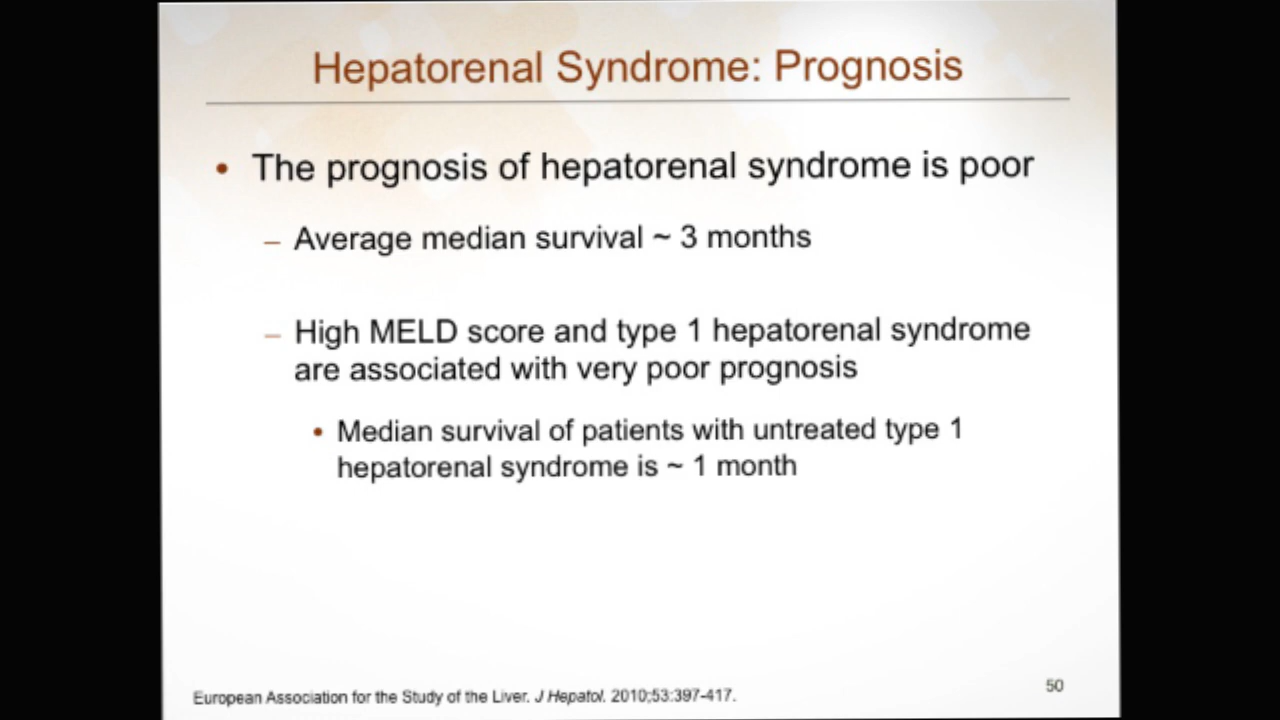 Hepatorenal Syndrome: Prognosis
• The prognosis of hepatorenal syndrome is poor
– Average median survival ~ 3 months
– High MELD score and type 1 hepatorenal syndrome
are associated with very poor prognosis
• Median survival of patients with untreated type 1
hepatorenal syndrome is ~ 1 month
European Association for the Study of the Liver. J Hepatol. 2010;53:397-417.
50